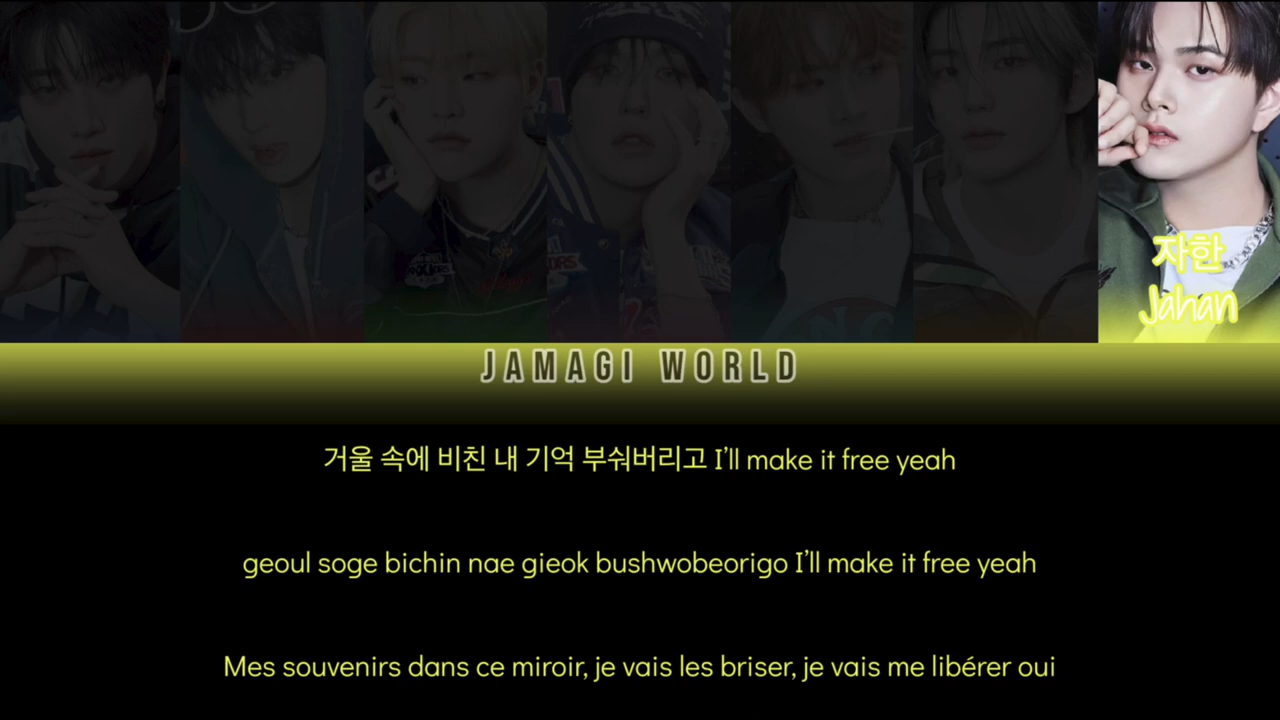 자한
Jahan
JAMAGI WORLD
거울 속에 비친 내 기억 부숴버리고 I'll make it free yeah
geoul soge bichin nae gieok bushwobeorigo I'll make it free yeah
Mes souvenirs dans ce miroir, je vais les briser, je vais me libérer oui